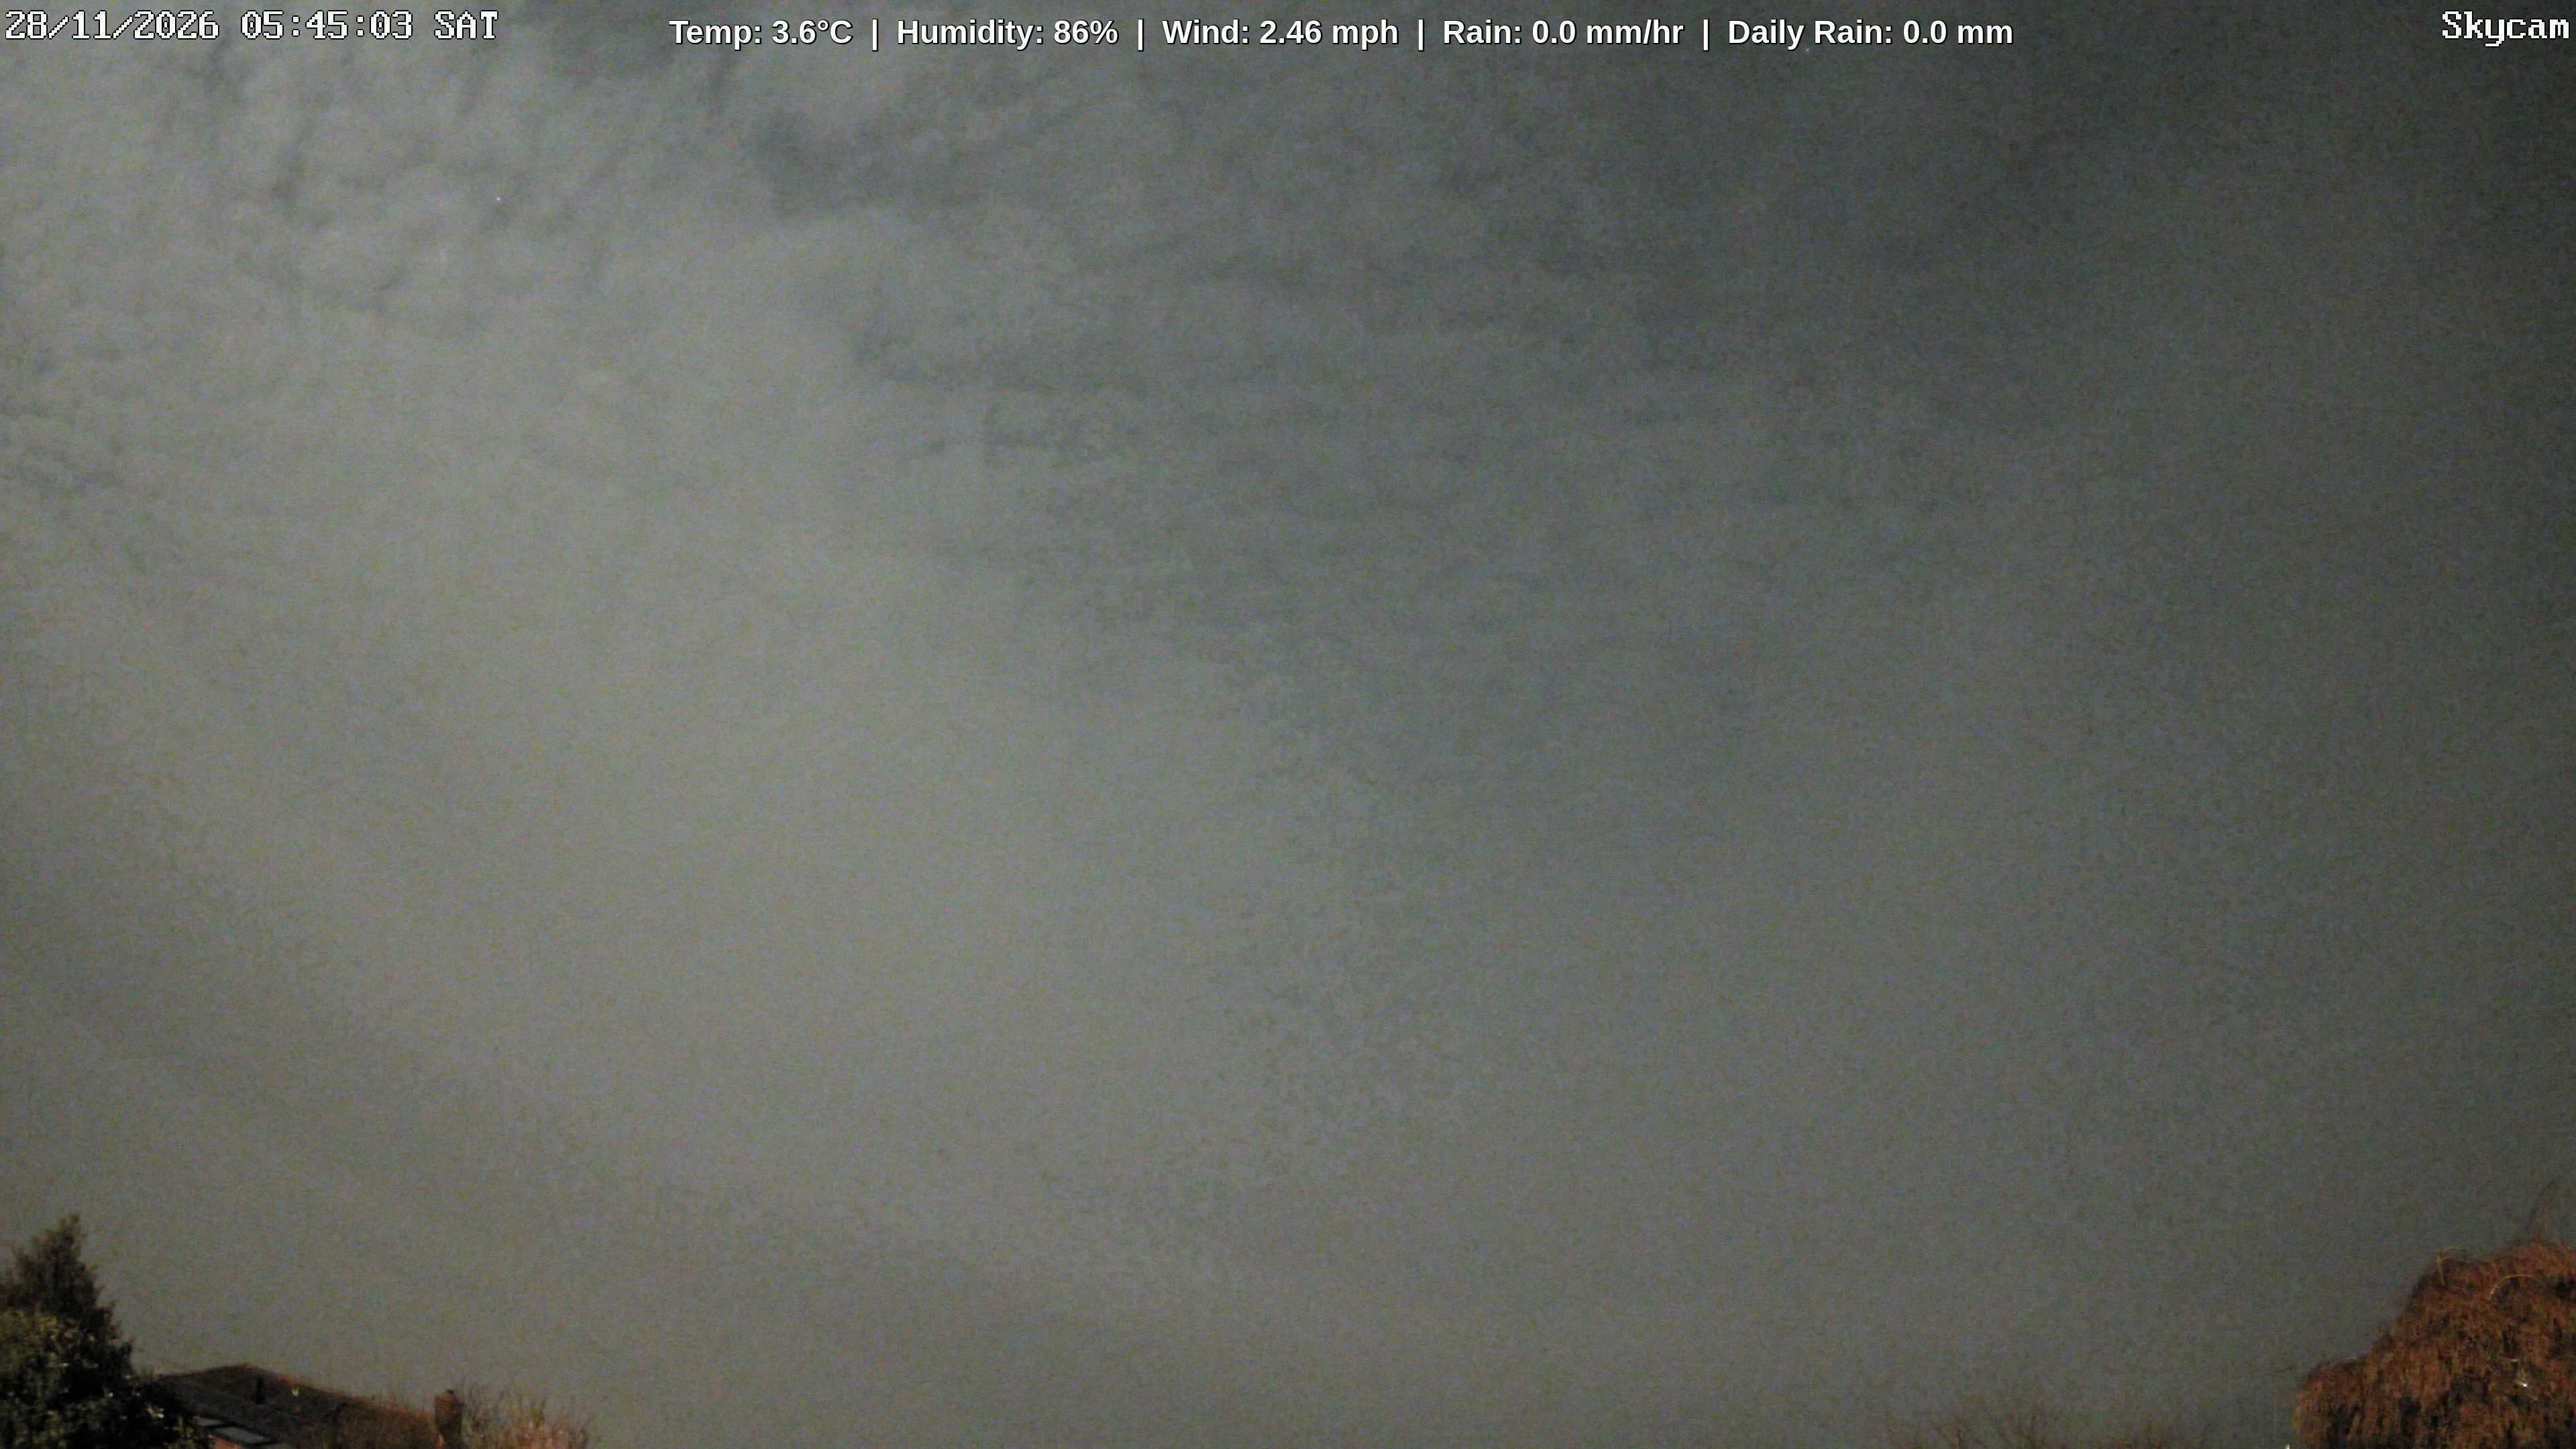 28/11/2026 05:45:03 SAT
Temp: 3.6°C | Humidity: 86% | Wind: 2.46 mph | Rain: 0.0 mm/hr | Daily Rain: 0.0 mm
Skycam